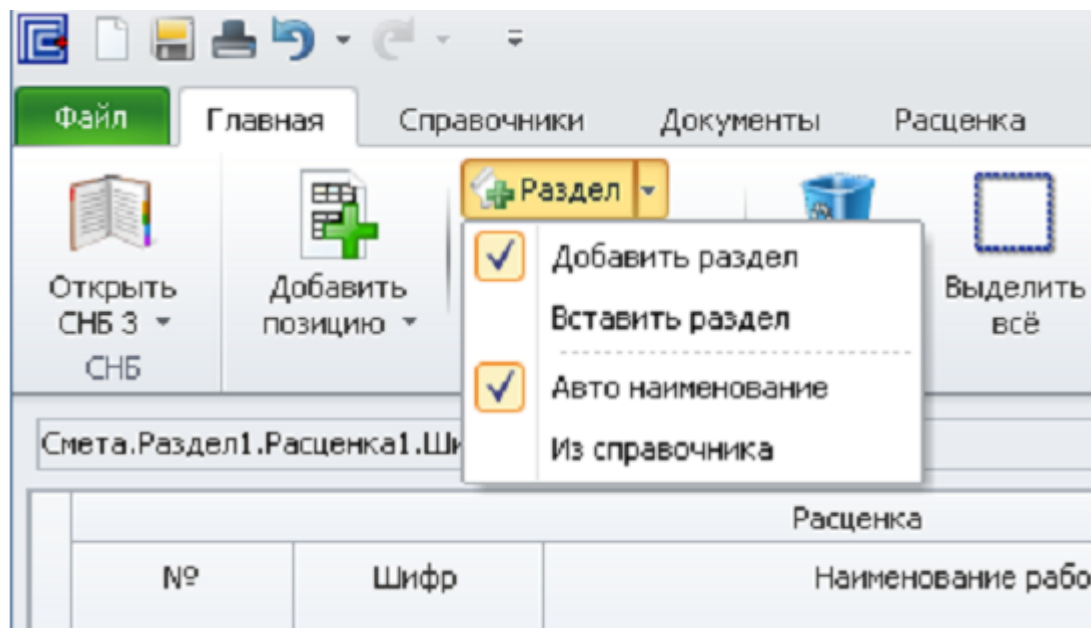 Файл Главная Справочники Документы Расценка
Раздел
Добавить раздел
Вставить раздел
Авто наименование
Из справочника
Открыть
СНБ 3
СНБ
Добавить
позицию
Выделить
всё
Смета.Раздел1.Расценка1.Ши
Расценка
№ Шифр Наименование рабо